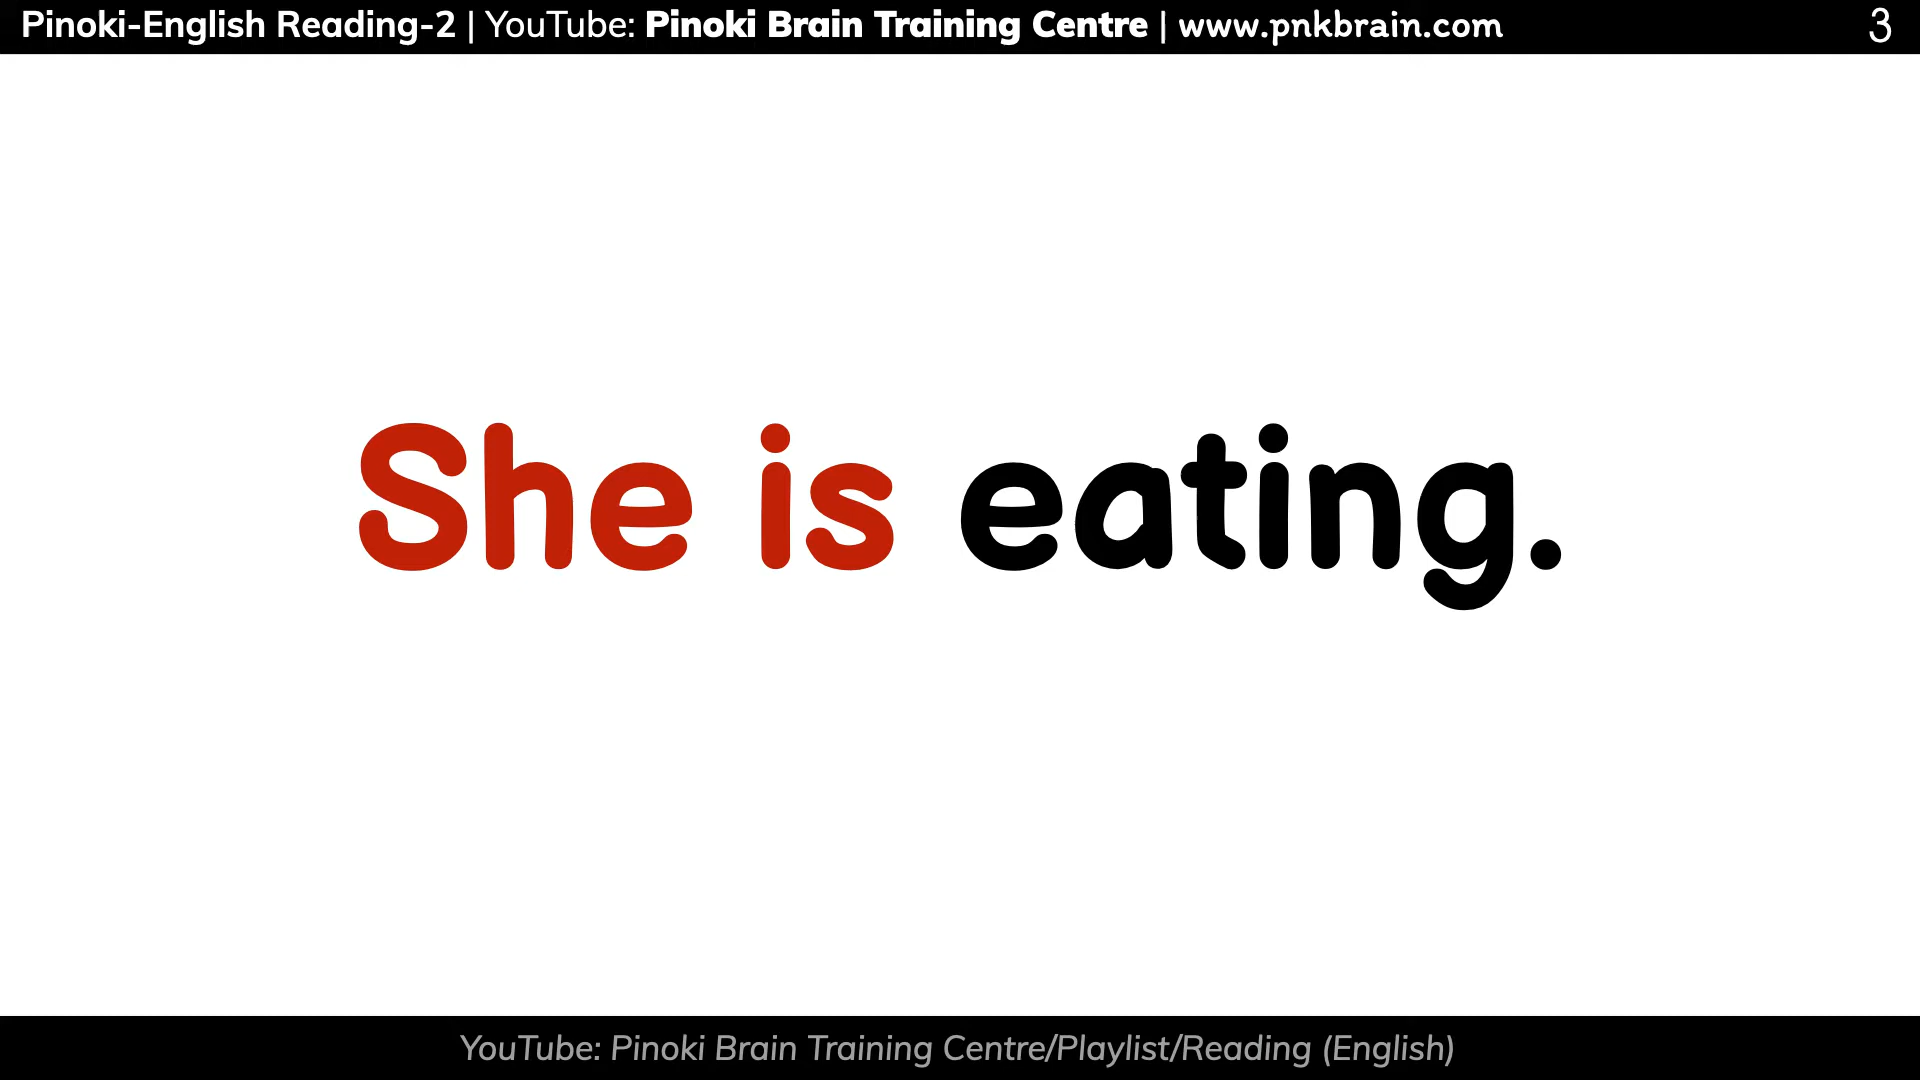 Pinoki-English Reading-2 | YouTube: Pinoki Brain Training Centre | www.pnkbrain.com 3
She is eating.
YouTube: Pinoki Brain Training Centre/Playlist/Reading (English)